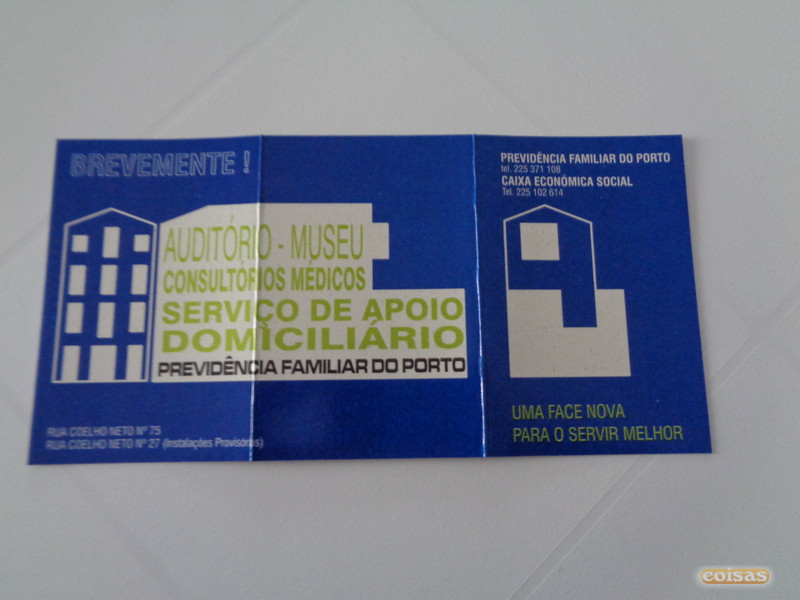 BREVEMENTE !
AUDITÓRIO - MUSEU
CONSULTÓRIOS MÉDICOS
SERVIÇO DE APOIO
DOMICILIÁRIO
PREVIDÊNCIA FAMILIAR DO PORTO
RUA COELHO NETO Nº 75
RUA COELHO NETO Nº 27 (Instalações Provisórias)
PREVIDÊNCIA FAMILIAR DO PORTO
tel. 225 371 108
CAIXA ECONÓMICA SOCIAL
Tel. 225 102 614
UMA FACE NOVA
PARA O SERVIR MELHOR
coisas